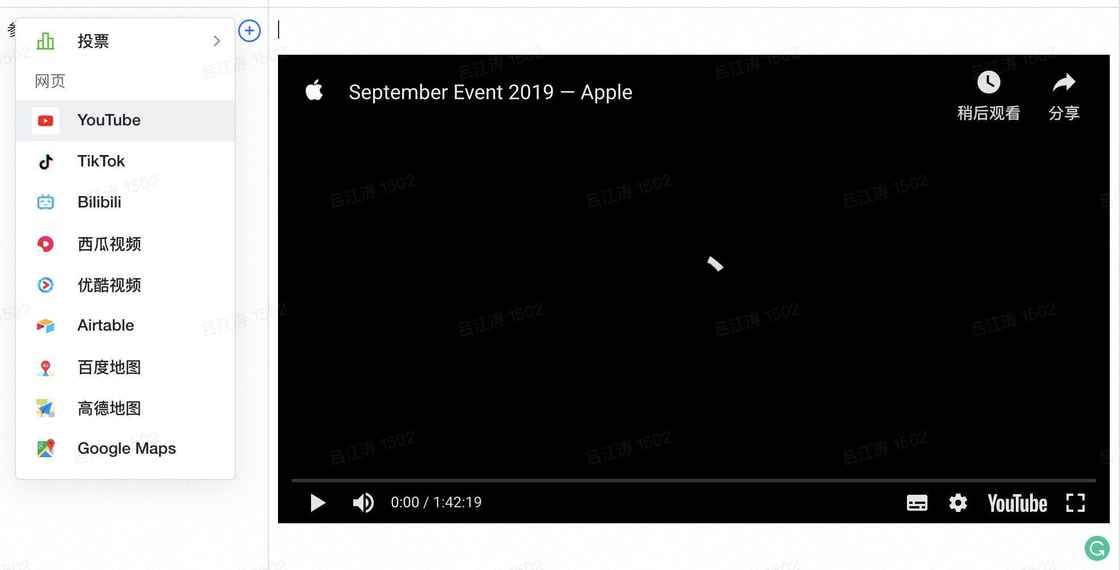 投票
网页
YouTube
TikTok
Bilibili
西瓜视频
优酷视频
Airtable
百度地图
高德地图
Google Maps
September Event 2019 — Apple
稍后观看
分享
0:00 / 1:42:19
YouTube
吕江涛 1502